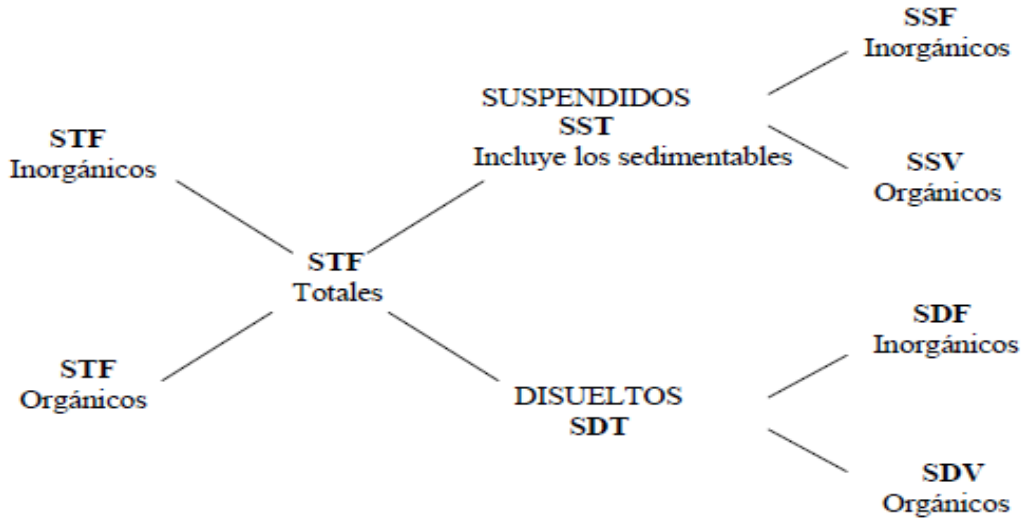 SSF
Inorgánicos
SUSPENDIDOS
SST
Incluye los sedimentables
STF
Inorgánicos
SSV
Orgánicos
STF
Totales
SDF
Inorgánicos
STF
Orgánicos
DISUELTOS
SDT
SDV
Orgánicos